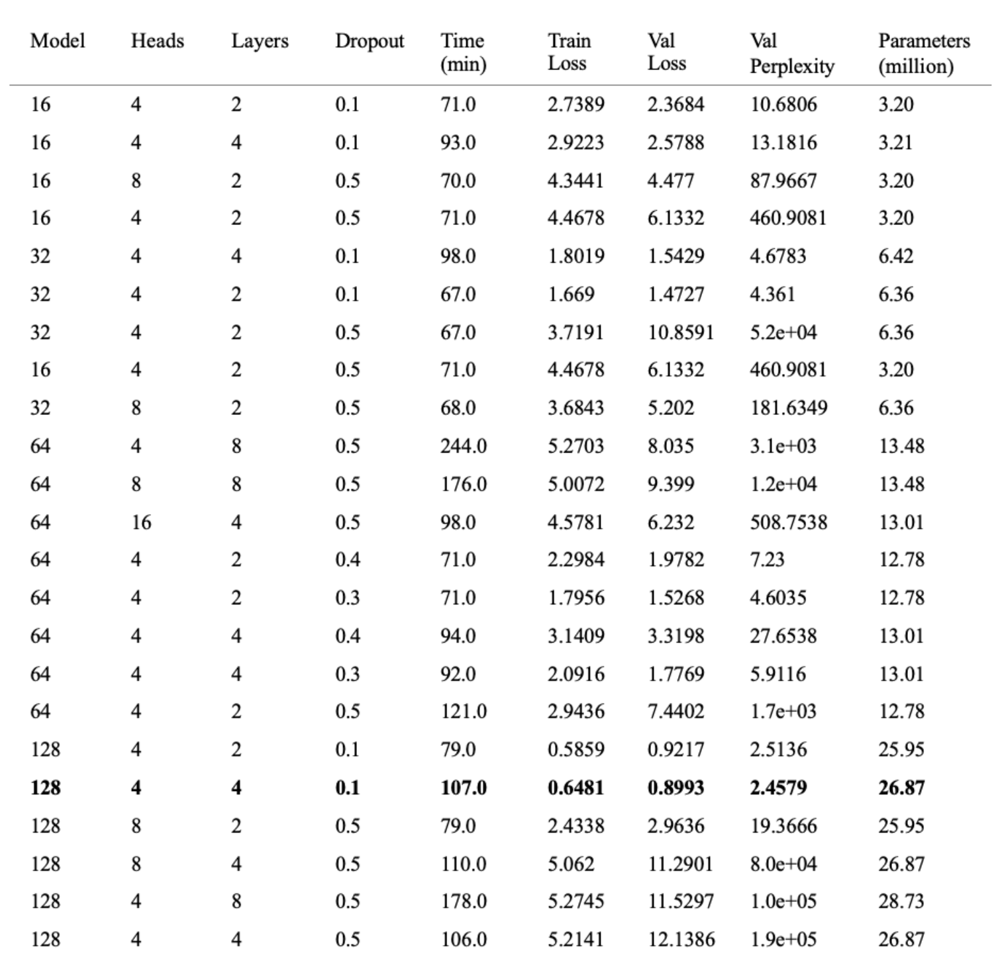 Model Heads Layers Dropout Time (min) Train Loss Val Loss Val Perplexity Parameters (million)
16 4 2 0.1 71.0 2.7389 2.3684 10.6806 3.20
16 4 4 0.1 93.0 2.9223 2.5788 13.1816 3.21
16 8 2 0.5 70.0 4.3441 4.477 87.9667 3.20
16 4 2 0.5 71.0 4.4678 6.1332 460.9081 3.20
32 4 4 0.1 98.0 1.8019 1.5429 4.6783 6.42
32 4 2 0.1 67.0 1.669 1.4727 4.361 6.36
32 4 2 0.5 67.0 3.7191 10.8591 5.2e+04 6.36
16 4 2 0.5 71.0 4.4678 6.1332 460.9081 3.20
32 8 2 0.5 68.0 3.6843 5.202 181.6349 6.36
64 4 8 0.5 244.0 5.2703 8.035 3.1e+03 13.48
64 8 8 0.5 176.0 5.0072 9.399 1.2e+04 13.48
64 16 4 0.5 98.0 4.5781 6.232 508.7538 13.01
64 4 2 0.4 71.0 2.2984 1.9782 7.23 12.78
64 4 2 0.3 71.0 1.7956 1.5268 4.6035 12.78
64 4 4 0.4 94.0 3.1409 3.3198 27.6538 13.01
64 4 4 0.3 92.0 2.0916 1.7769 5.9116 13.01
64 4 2 0.5 121.0 2.9436 7.4402 1.7e+03 12.78
128 4 2 0.1 79.0 0.5859 0.9217 2.5136 25.95
128 4 4 0.1 107.0 0.6481 0.8993 2.4579 26.87
128 8 2 0.5 79.0 2.4338 2.9636 19.3666 25.95
128 8 4 0.5 110.0 5.062 11.2901 8.0e+04 26.87
128 4 8 0.5 178.0 5.2745 11.5297 1.0e+05 28.73
128 4 4 0.5 106.0 5.2141 12.1386 1.9e+05 26.87